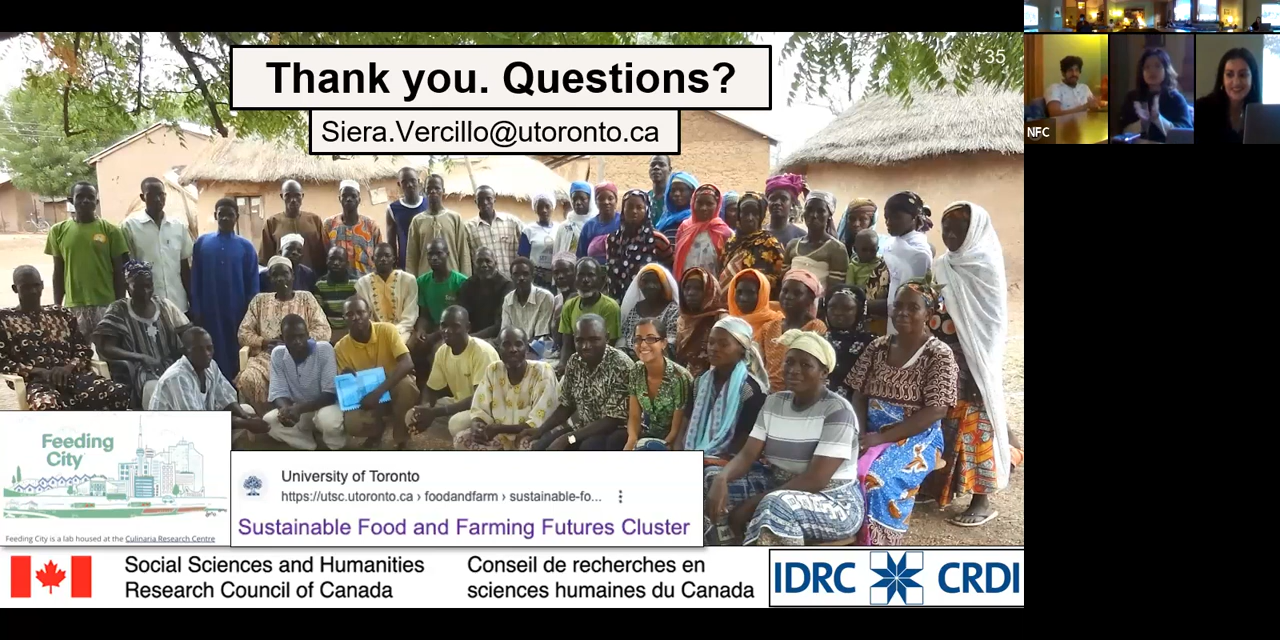 Thank you. Questions?
35
Siera.Vercillo@utoronto.ca
NFC
Feeding
City
Feeding City is a lab housed at the Culinaria Research Centre
University of Toronto
https://utsc.utoronto.ca › foodandfarm › sustainable-fo...
Sustainable Food and Farming Futures Cluster
Social Sciences and Humanities
Research Council of Canada
Conseil de recherches en
sciences humaines du Canada
IDRC CRDI